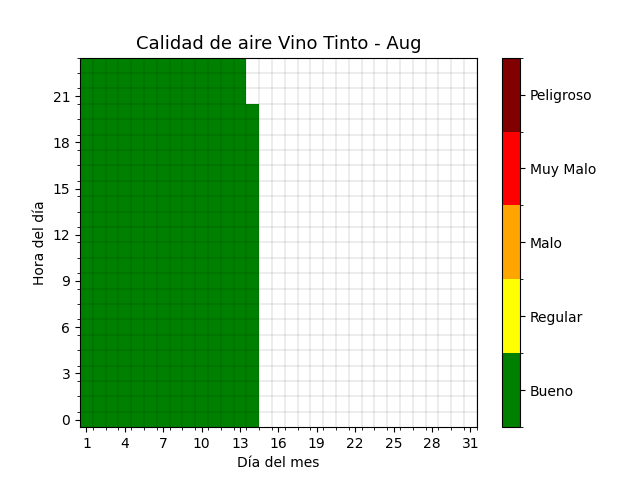 Calidad de aire Vino Tinto - Aug
Hora del día
21
18
15
12
9
6
3
0
1 4 7 10 13 16 19 22 25 28 31
Día del mes
Peligroso
Muy Malo
Malo
Regular
Bueno